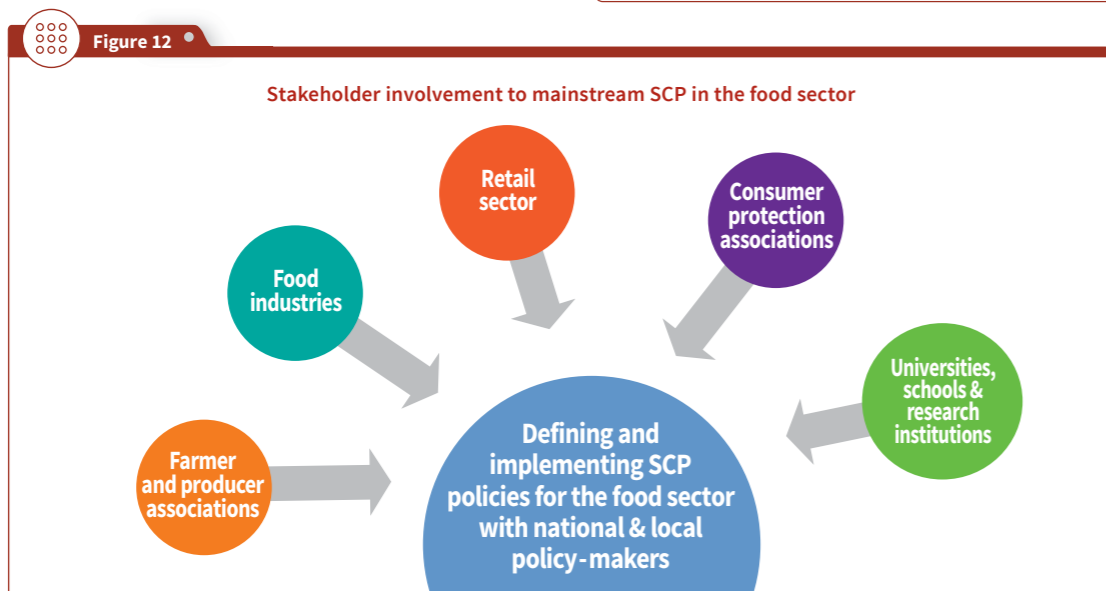 Figure 12
Stakeholder involvement to mainstream SCP in the food sector
Retail
sector
Consumer
protection
associations
Food
industries
Universities,
schools &
research
institutions
Farmer
and producer
associations
Defining and
implementing SCP
policies for the food sector
with national & local
policy-makers